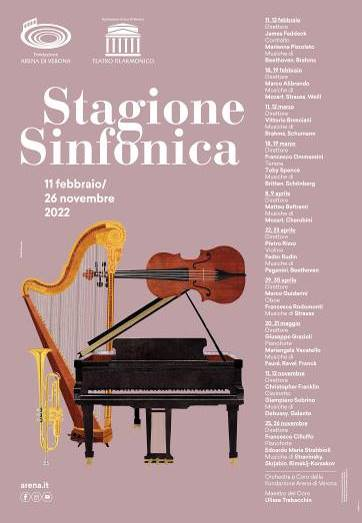 Fondazione
ARENA DI VERONA
TEATRO FILARMONICO
Stagione
Sinfonica
11 febbraio/
26 novembre
2022
11, 12 febbraio
Direttore
James Feddeck
Contralto
Marianna Pizzolato
Musiche di
Beethoven, Brahms
18, 19 febbraio
Direttore
Marco Alibrando
Musiche di
Mozart, Strauss, Weill
11, 12 marzo
Direttore
Vittorio Bresciani
Musiche di
Brahms, Schumann
18, 19 marzo
Direttore
Francesco Ommassini
Tenore
Toby Spence
Musiche di
Britten, Schönberg
8, 9 aprile
Direttore
Matteo Beltrami
Musiche di
Mozart, Cherubini
22, 23 aprile
Direttore
Pietro Rizzo
Violino
Fedor Rudin
Musiche di
Paganini, Beethoven
29, 30 aprile
Direttore
Marco Guidarini
Oboe
Francesca Rodomonti
Musiche di Strauss
20, 21 maggio
Direttore
Giuseppe Grazioli
Pianoforte
Mariangela Vacatello
Musiche di
Fauré, Ravel, Franck
11, 12 novembre
Direttore
Christopher Franklin
Clarinetto
Giampiero Sobrino
Musiche di
Debussy, Galante
25, 26 novembre
Direttore
Francesco Cilluffo
Pianoforte
Edoardo Maria Strabbioli
Musiche di Stravinsky,
Skrjabin, Rimskij-Korsakov
Orchestra e Coro della
Fondazione Arena di Verona
Maestro del Coro
Ulisse Trabacchin
arena.it